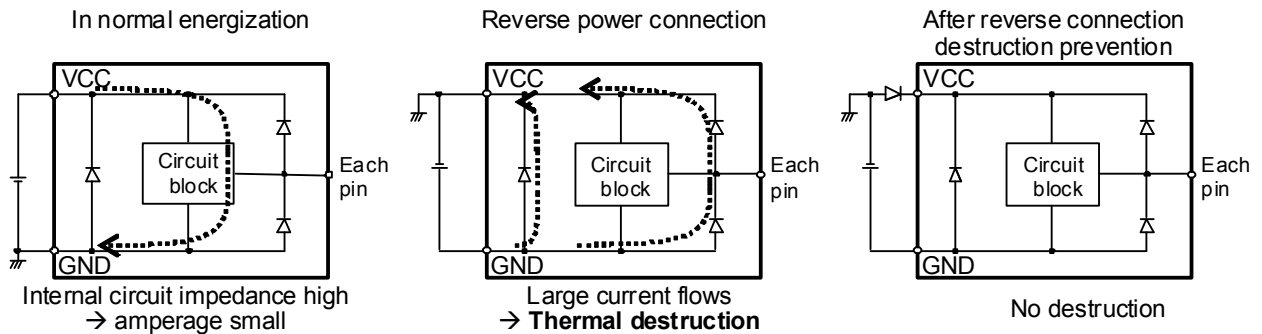 In normal energization
VCC
Circuit
block
Each
pin
GND
Internal circuit impedance high
→ amperage small
Reverse power connection
VCC
Circuit
block
Each
pin
GND
Large current flows
→ Thermal destruction
After reverse connection
destruction prevention
VCC
Circuit
block
Each
pin
GND
No destruction